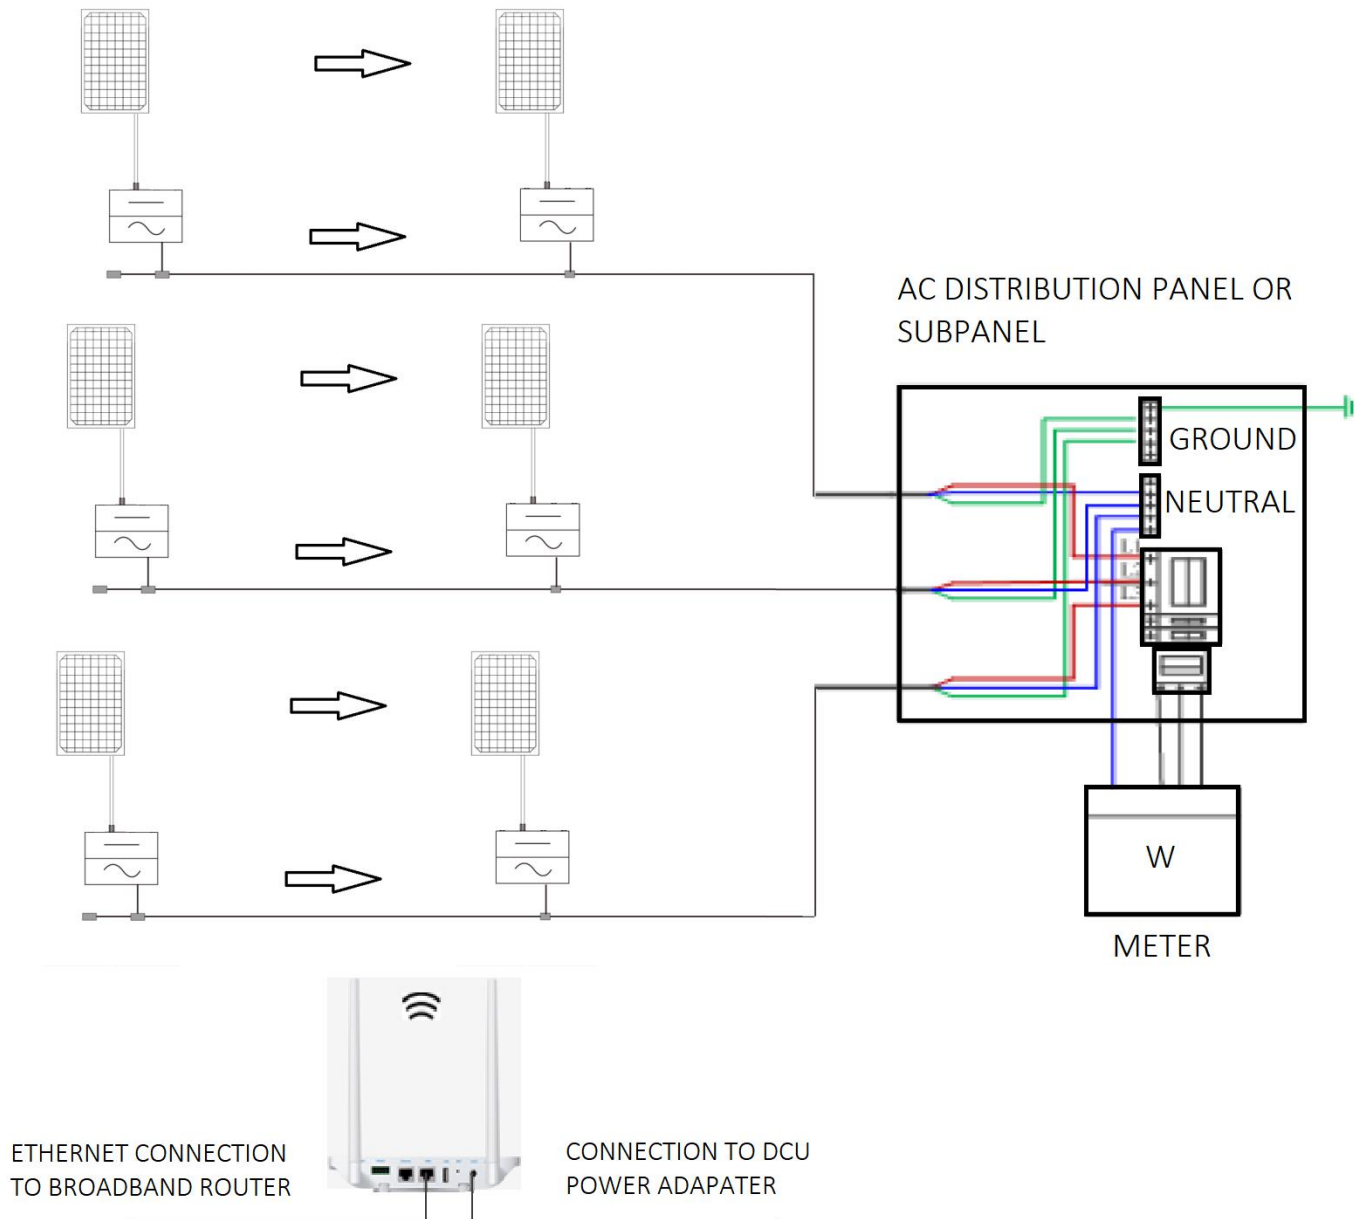 AC DISTRIBUTION PANEL OR
SUBPANEL
GROUND
NEUTRAL
W
METER
ETHERNET CONNECTION
TO BROADBAND ROUTER
CONNECTION TO DCU
POWER ADAPATER